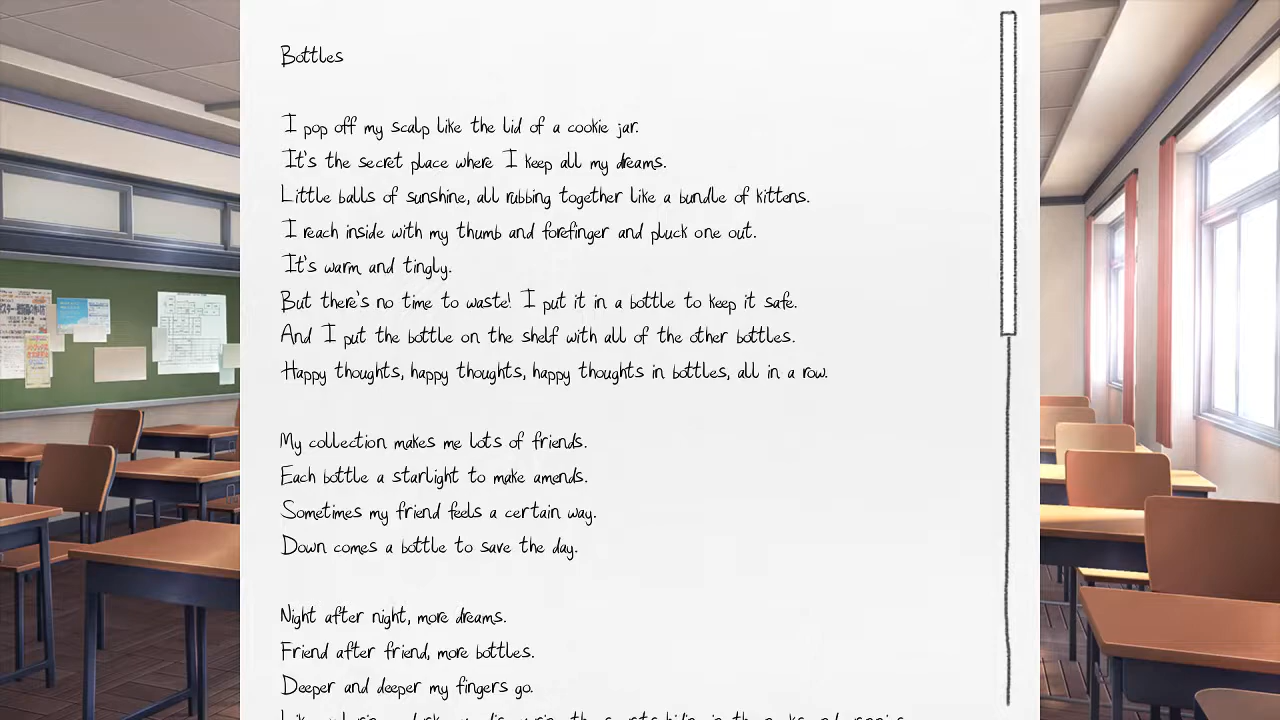 Bottles
I pop off my scalp like the lid of a cookie jar.
It's the secret place where I keep all my dreams.
Little balls of sunshine, all rubbing together like a bundle of kittens.
I reach inside with my thumb and forefinger and pluck one out.
It's warm and tingly.
But there's no time to waste! I put it in a bottle to keep it safe.
And I put the bottle on the shelf with all of the other bottles.
Happy thoughts, happy thoughts, happy thoughts in bottles, all in a row.
My collection makes me lots of friends.
Each bottle a starlight to make amends.
Sometimes my friend feels a certain way.
Down comes a bottle to save the day.
Night after night, more dreams.
Friend after friend, more bottles.
Deeper and deeper my fingers go.